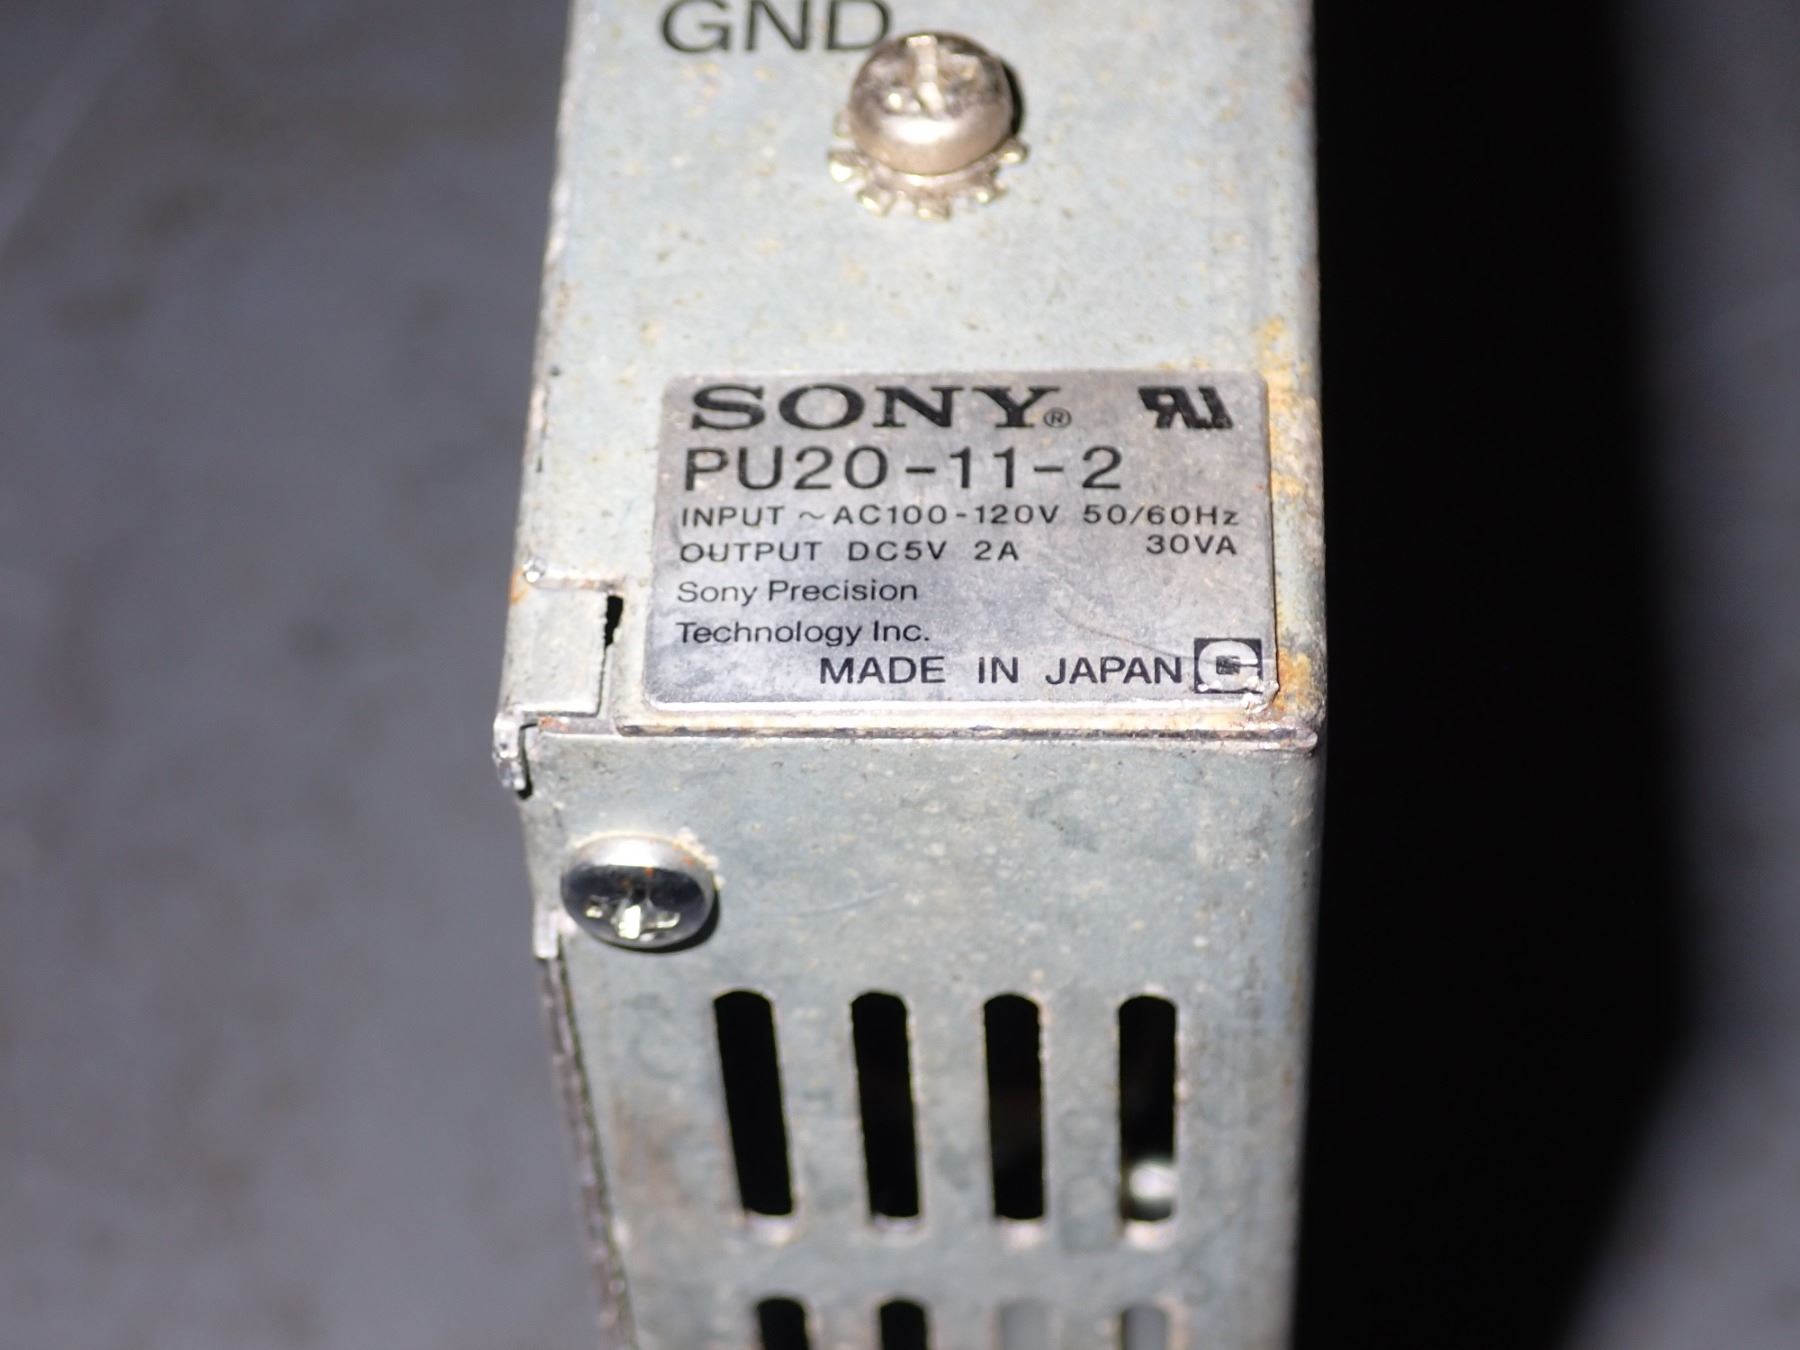 GND
SONY®
PU20-11-2
INPUT ~ AC100-120V 50/60Hz
OUTPUT DC5V 2A 30VA
Sony Precision
Technology Inc.
MADE IN JAPAN